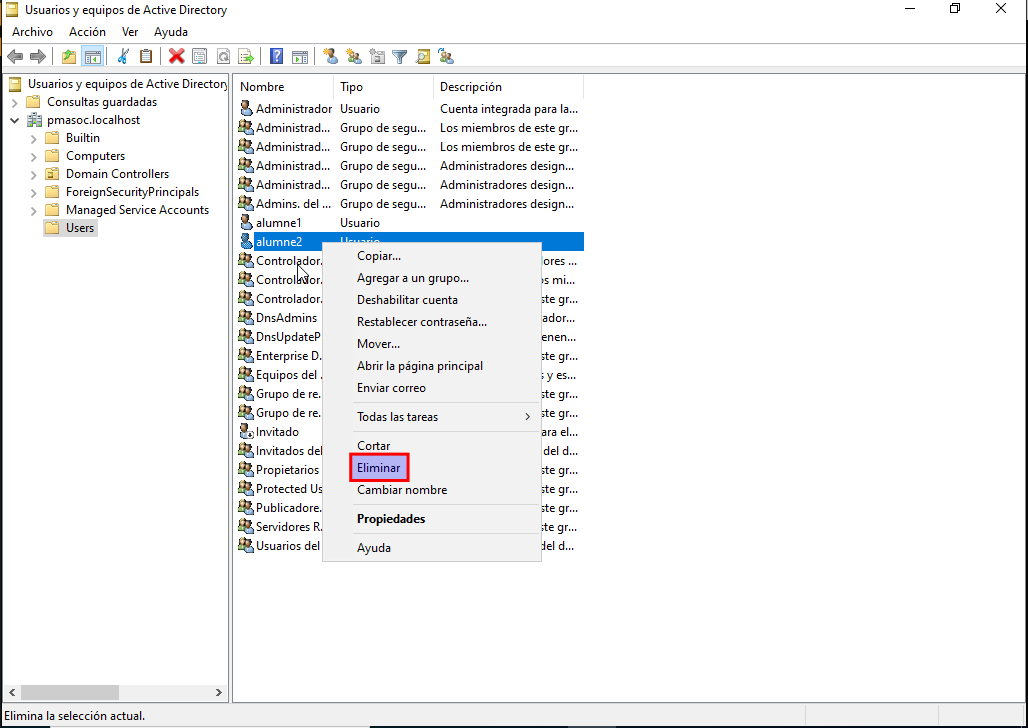 Usuarios y equipos de Active Directory
Archivo Acción Ver Ayuda
Usuarios y equipos de Active Directory
Consultas guardadas
pmasoc.localhost
Builtin
Computers
Domain Controllers
ForeignSecurityPrincipals
Managed Service Accounts
Users
Nombre Tipo Descripción
Administrador Usuario Cuenta integrada para la...
Administrad... Grupo de segu... Los miembros de este gr...
Administrad... Grupo de segu... Los miembros de este gr...
Administrad... Grupo de segu... Administradores design...
Administrad... Grupo de segu... Administradores design...
Admins. del ... Grupo de segu... Administradores design...
alumne1 Usuario
alumne2 Usuario
Controlador. ores ...
Controlador. s mi...
Controlador. ste gr...
DnsAdmins ador...
DnsUpdateP enen...
Enterprise D. ste gr...
Equipos del . s y es...
Grupo de re. ste gr...
Grupo de re. ste gr...
Invitado ara el...
Invitados del del d...
Propietarios ste gr...
Protected Us ste gr...
Publicadore. ste gr...
Servidores R. ste gr...
Usuarios del del d...
Copiar...
Agregar a un grupo...
Deshabilitar cuenta
Restablecer contraseña...
Mover...
Abrir la página principal
Enviar correo
Todas las tareas
Cortar
Eliminar
Cambiar nombre
Propiedades
Ayuda
Elimina la selección actual.